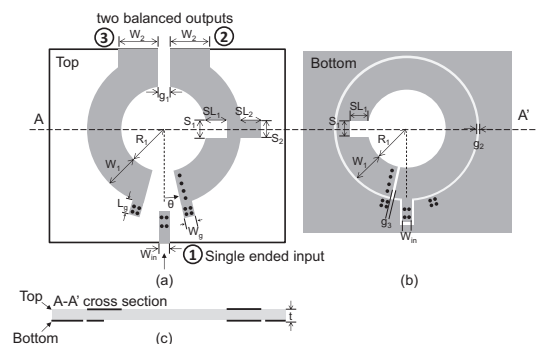 two balanced outputs
3 W2 W2 2
Top
g1
SL1 SL2
S1
S2
A
R1
W1
Lg
θ
Wg
Win
1 Single ended input
(a)
Bottom
SL1
S1
A'
g2
R1
W1
g3
Win
(b)
Top
A-A' cross section
t
Bottom
(c)